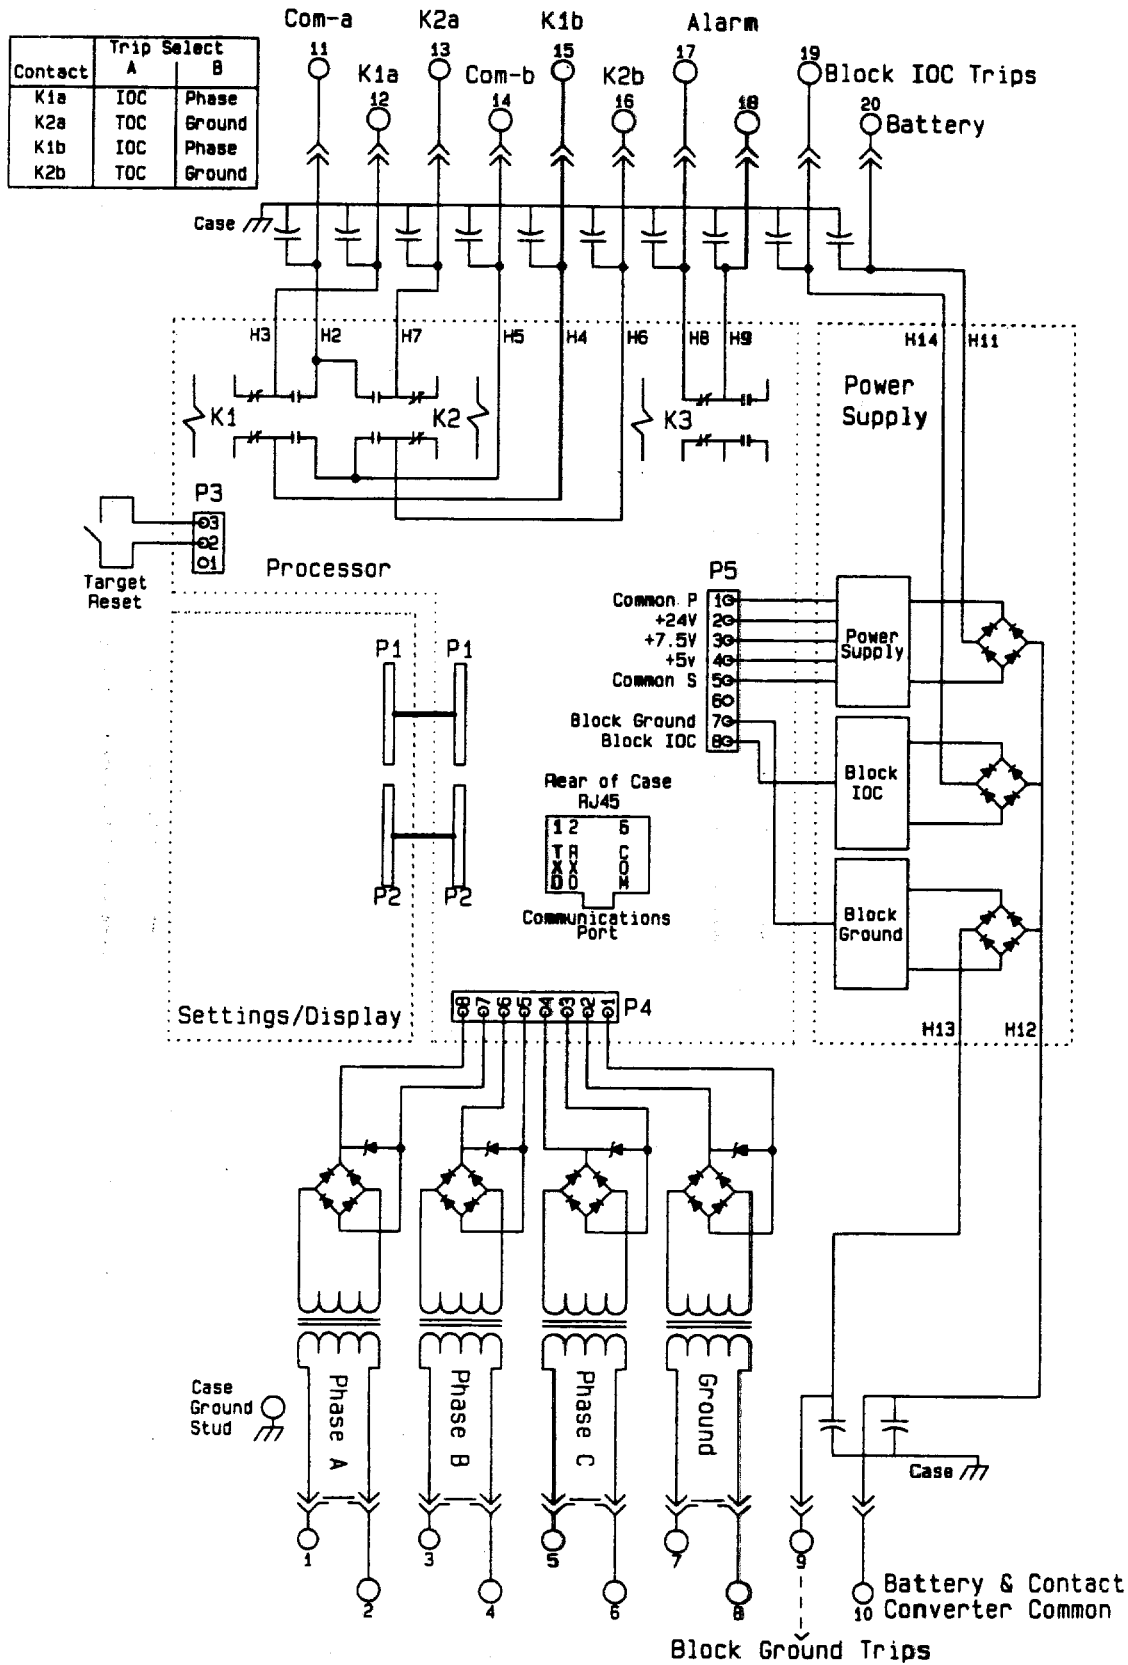 Com-a K2a K1b Alarm
11 13 15 17 19
K1a Com-b K2b Block IOC Trips
12 14 16 18 20
Battery
Trip Select
Contact A B
K1a IOC Phase
K2a TOC Ground
K1b IOC Phase
K2b TOC Ground
Case
H3 H2 H7 H5 H4 H6 H8 H9 H14 H11
K1 K2 K3
Power
Supply
P3
3
2
1
Target
Reset
Processor
P5
Common P 1
+24V 2
+7.5V 3
+5v 4
Common S 5
6
Block Ground 7
Block IOC 8
Power
Supply
Block
IOC
Block
Ground
P1 P1
P2 P2
Rear of Case
RJ45
1 2 6
T R C
X X O
D D M
Communications
Port
Settings/Display
8 7 6 5 4 3 2 1 P4
H13 H12
Case
Ground
Stud
Phase A
Phase B
Phase C
Ground
Case
1 3 5 7 9
2 4 6 8 10
Battery & Contact
Converter Common
Block Ground Trips